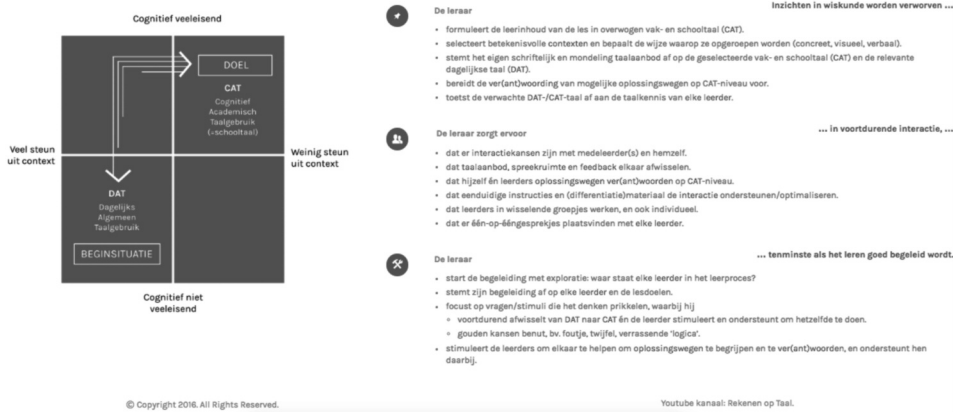 Cognitief veeleisend
DOEL
CAT
Cognitief
Academisch
Taalgebruik
(=schooltaal)
Veel steun
uit context
Weinig steun
uit context
DAT
Dagelijks
Algemeen
Taalgebruik
BEGINSITUATIE
Cognitief niet
veeleisend
© Copyright 2016. All Rights Reserved.
De leraar
Inzichten in wiskunde worden verworven ...
• formuleert de leerinhoud van de les in overwogen vak- en schooltaal (CAT).
• selecteert betekenisvolle contexten en bepaalt de wijze waarop ze opgeroepen worden (concreet, visueel, verbaal).
• stemt het eigen schriftelijk en mondeling taalaanbod af op de geselecteerde vak- en schooltaal (CAT) en de relevante
dagelijkse taal (DAT).
• bereidt de ver(ant)woording van mogelijke oplossingswegen op CAT-niveau voor.
• toetst de verwachte DAT-/CAT-taal af aan de taalkennis van elke leerder.
De leraar zorgt ervoor
... in voortdurende interactie, ...
• dat er interactiekansen zijn met medeleerder(s) en hemzelf.
• dat taalaanbod, spreekruimte en feedback elkaar afwisselen.
• dat hijzelf én leerders oplossingswegen ver(ant)woorden op CAT-niveau.
• dat eenduidige instructies en (differentiatie)materiaal de interactie ondersteunen/optimaliseren.
• dat leerders in wisselende groepjes werken, en ook individueel.
• dat er één-op-ééngesprekjes plaatsvinden met elke leerder.
De leraar
... tenminste als het leren goed begeleid wordt.
• start de begeleiding met exploratie: waar staat elke leerder in het leerproces?
• stemt zijn begeleiding af op elke leerder en de lesdoelen.
• focust op vragen/stimuli die het denken prikkelen, waarbij hij
voortdurend afwisselt van DAT naar CAT én de leerder stimuleert en ondersteunt om hetzelfde te doen.
gouden kansen benut, bv. foutje, twijfel, verrassende 'logica'.
• stimuleert de leerders om elkaar te helpen om oplossingswegen te begrijpen en te ver(ant)woorden, en ondersteunt hen
daarbij.
Youtube kanaal: Rekenen op Taal.